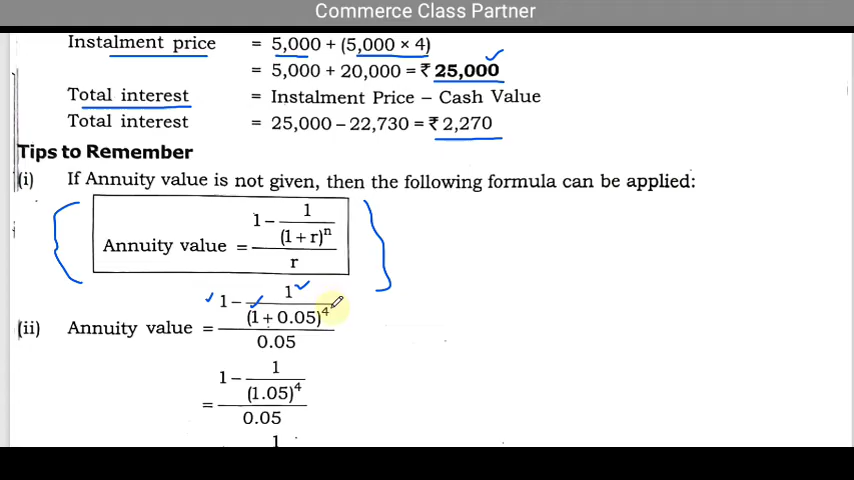 Commerce Class Partner
Instalment price = 5,000 + (5,000 × 4)
= 5,000 + 20,000 = ₹ 25,000
Total interest = Instalment Price – Cash Value
Total interest = 25,000 – 22,730 = ₹ 2,270
Tips to Remember
(i) If Annuity value is not given, then the following formula can be applied:
Annuity value = (1 – 1/(1 + r)ⁿ)/r
(ii) Annuity value = (1 – 1/(1 + 0.05)⁴)/0.05
= (1 – 1/(1.05)⁴)/0.05
1